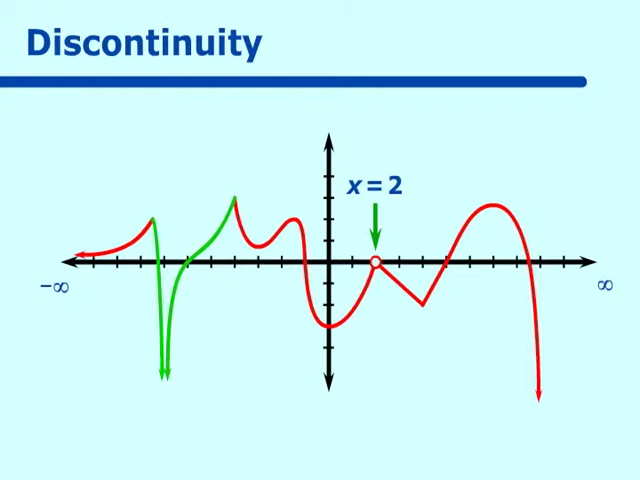 Discontinuity
x = 2
−∞
∞